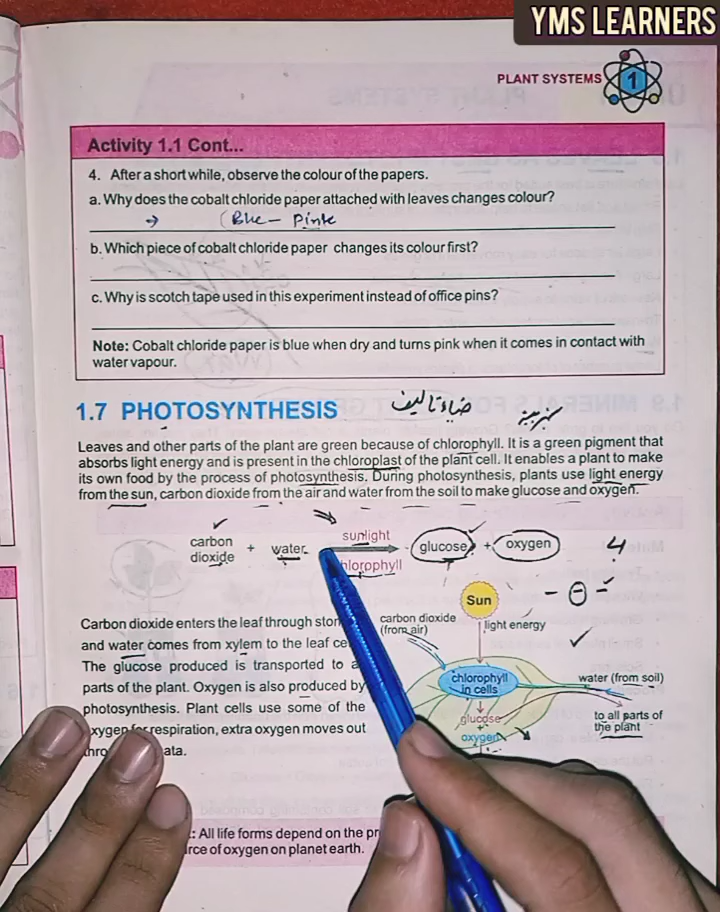 YMS LEARNERS
PLANT SYSTEMS 1
Activity 1.1 Cont...
4. After a short while, observe the colour of the papers.
a. Why does the cobalt chloride paper attached with leaves changes colour?
→ (Blue – Pink
b. Which piece of cobalt chloride paper changes its colour first?
c. Why is scotch tape used in this experiment instead of office pins?
Note: Cobalt chloride paper is blue when dry and turns pink when it comes in contact with
water vapour.
1.7 PHOTOSYNTHESIS ضیاء تالیف
Leaves and other parts of the plant are green because of chlorophyll. It is a green pigment that
absorbs light energy and is present in the chloroplast of the plant cell. It enables a plant to make
its own food by the process of photosynthesis. During photosynthesis, plants use light energy
from the sun, carbon dioxide from the air and water from the soil to make glucose and oxygen.
carbon dioxide + water sunlight glucose + oxygen 4
Sun
carbon dioxide
(from air)
light energy
chlorophyll
in cells
water (from soil)
glucose
oxygen
to all parts of
the plant
Carbon dioxide enters the leaf through
and water comes from xylem to the leaf
The glucose produced is transported to
parts of the plant. Oxygen is also produced by
photosynthesis. Plant cells use some of the
respiration, extra oxygen moves out
: All life forms depend on the
of oxygen on planet earth.